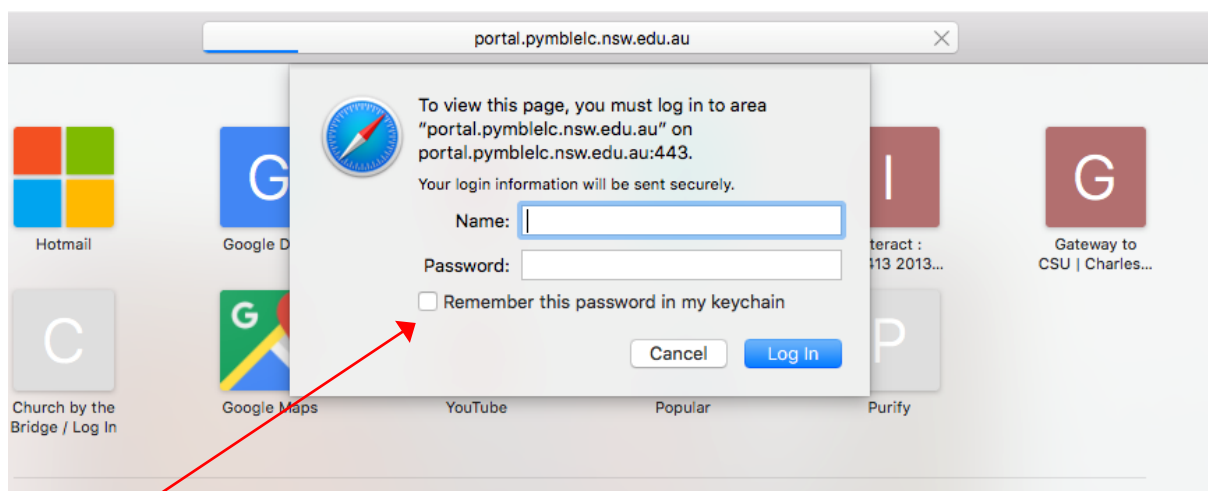 portal.pymblelc.nsw.edu.au
To view this page, you must log in to area
“portal.pymblelc.nsw.edu.au” on
portal.pymblelc.nsw.edu.au:443.
Your login information will be sent securely.
Name:
Password:
Remember this password in my keychain
Cancel
Log In
G
I
G
Hotmail
Google D
teract :
413 2013...
Gateway to
CSU | Charles...
C
G
P
Church by the
Bridge / Log In
Google Maps
YouTube
Popular
Purify